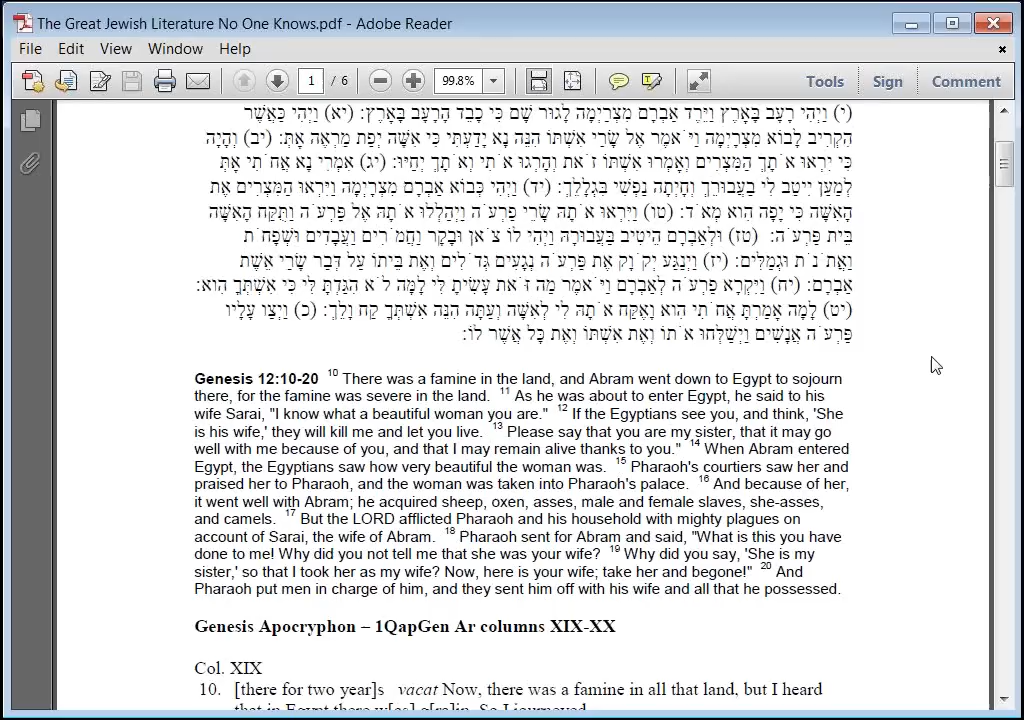 The Great Jewish Literature No One Knows.pdf - Adobe Reader
File Edit View Window Help
1 / 6 99.8% Tools Sign Comment
(י) וַיְהִי רָעָב בָּאָרֶץ וַיֵּרֶד אַבְרָם מִצְרַיְמָה לָגוּר שָׁם כִּי כָבֵד הָרָעָב בָּאָרֶץ: (יא) וַיְהִי כַּאֲשֶׁר
הִקְרִיב לָבוֹא מִצְרָיְמָה וַיֹּאמֶר אֶל שָׂרַי אִשְׁתּוֹ הִנֵּה נָא יָדַעְתִּי כִּי אִשָּׁה יְפַת מַרְאֶה אָתְּ: (יב) וְהָיָה
כִּי יִרְאוּ אֹתָךְ הַמִּצְרִים וְאָמְרוּ אִשְׁתּוֹ זֹאת וְהָרְגוּ אֹתִי וְאֹתָךְ יְחַיּוּ: (יג) אִמְרִי נָא אֲחֹתִי אָתְּ
לְמַעַן יִיטַב לִי בַעֲבוּרֵךְ וְחָיְתָה נַפְשִׁי בִּגְלָלֵךְ: (יד) וַיְהִי כְּבוֹא אַבְרָם מִצְרָיְמָה וַיִּרְאוּ הַמִּצְרִים אֶת
הָאִשָּׁה כִּי יָפָה הִוא מְאֹד: (טו) וַיִּרְאוּ אֹתָהּ שָׂרֵי פַרְעֹה וַיְהַלְלוּ אֹתָהּ אֶל פַּרְעֹה וַתֻּקַּח הָאִשָּׁה
בֵּית פַּרְעֹה: (טז) וּלְאַבְרָם הֵיטִיב בַּעֲבוּרָהּ וַיְהִי לוֹ צֹאן וּבָקָר וַחֲמֹרִים וַעֲבָדִים וּשְׁפָחֹת
וַאֲתֹנֹת וּגְמַלִּים: (יז) וַיְנַגַּע יְקֹוָק אֶת פַּרְעֹה נְגָעִים גְּדֹלִים וְאֶת בֵּיתוֹ עַל דְּבַר שָׂרַי אֵשֶׁת
אַבְרָם: (יח) וַיִּקְרָא פַרְעֹה לְאַבְרָם וַיֹּאמֶר מַה זֹּאת עָשִׂיתָ לִּי לָמָּה לֹא הִגַּדְתָּ לִּי כִּי אִשְׁתְּךָ הִוא:
(יט) לָמָה אָמַרְתָּ אֲחֹתִי הִוא וָאֶקַּח אֹתָהּ לִי לְאִשָּׁה וְעַתָּה הִנֵּה אִשְׁתְּךָ קַח וָלֵךְ: (כ) וַיְצַו עָלָיו
פַּרְעֹה אֲנָשִׁים וַיְשַׁלְּחוּ אֹתוֹ וְאֶת אִשְׁתּוֹ וְאֶת כָּל אֲשֶׁר לוֹ:
Genesis 12:10-20 10 There was a famine in the land, and Abram went down to Egypt to sojourn
there, for the famine was severe in the land. 11 As he was about to enter Egypt, he said to his
wife Sarai, "I know what a beautiful woman you are." 12 If the Egyptians see you, and think, 'She
is his wife,' they will kill me and let you live. 13 Please say that you are my sister, that it may go
well with me because of you, and that I may remain alive thanks to you." 14 When Abram entered
Egypt, the Egyptians saw how very beautiful the woman was. 15 Pharaoh's courtiers saw her and
praised her to Pharaoh, and the woman was taken into Pharaoh's palace. 16 And because of her,
it went well with Abram; he acquired sheep, oxen, asses, male and female slaves, she-asses,
and camels. 17 But the LORD afflicted Pharaoh and his household with mighty plagues on
account of Sarai, the wife of Abram. 18 Pharaoh sent for Abram and said, "What is this you have
done to me! Why did you not tell me that she was your wife? 19 Why did you say, 'She is my
sister,' so that I took her as my wife? Now, here is your wife; take her and begone!" 20 And
Pharaoh put men in charge of him, and they sent him off with his wife and all that he possessed.
Genesis Apocryphon – 1QapGen Ar columns XIX-XX
Col. XIX
10. [there for two year]s vacat Now, there was a famine in all that land, but I heard
that in Egypt there w[as] g[ra]in. So I journeyed